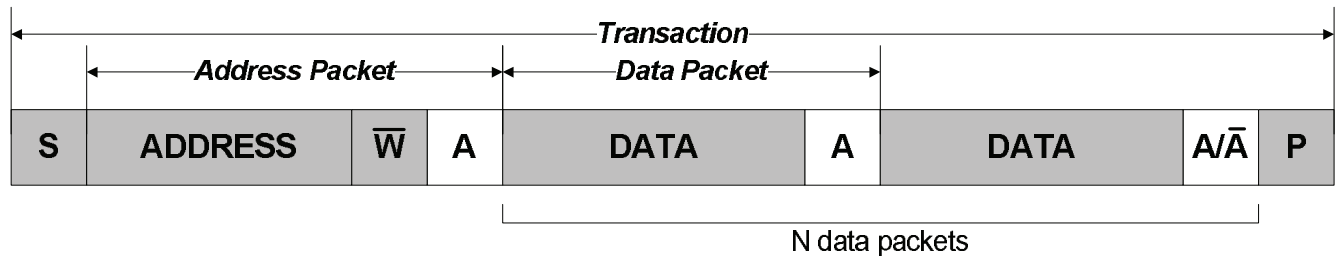 Transaction
Address Packet Data Packet
S ADDRESS W̅ A DATA A DATA A/A̅ P
N data packets